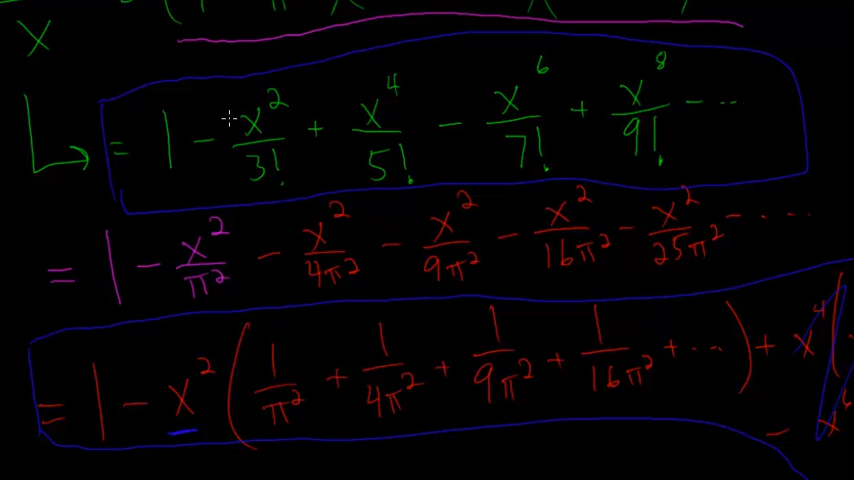 x
= 1 - x²/3! + x⁴/5! - x⁶/7! + x⁸/9! - ...
= 1 - x²/π² - x²/4π² - x²/9π² - x²/16π² - x²/25π² - ....
= 1 - x² (1/π² + 1/4π² + 1/9π² + 1/16π² + ...) + x⁴ (
- x⁶